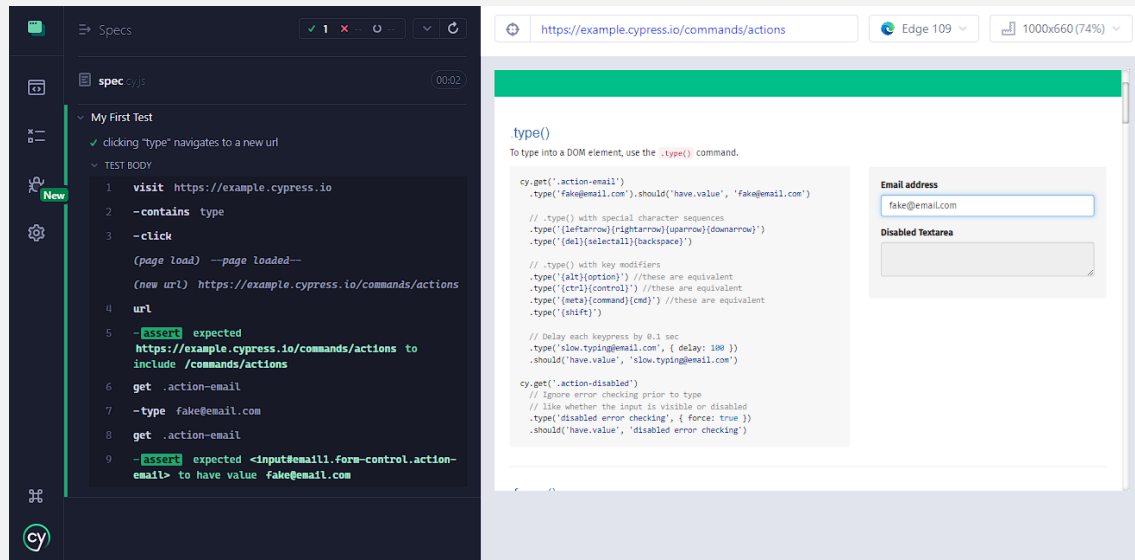 Specs
1
--
--
https://example.cypress.io/commands/actions
Edge 109
1000x660 (74%)
spec cy.js
00:02
My First Test
clicking "type" navigates to a new url
TEST BODY
New
1 visit https://example.cypress.io
2 -contains type
3 -click
(page load) --page loaded--
(new url) https://example.cypress.io/commands/actions
4 url
5 -assert expected
https://example.cypress.io/commands/actions to
include /commands/actions
6 get .action-email
7 -type fake@email.com
8 get .action-email
9 -assert expected <input#email1.form-control.action-
email> to have value fake@email.com
cy
.type()
To type into a DOM element, use the .type() command.
cy.get('.action-email')
.type('fake@email.com').should('have.value', 'fake@email.com')
// .type() with special character sequences
.type('{leftarrow}{rightarrow}{uparrow}{downarrow}')
.type('{del}{selectall}{backspace}')
// .type() with key modifiers
.type('{alt}{option}') //these are equivalent
.type('{ctrl}{control}') //these are equivalent
.type('{meta}{command}{cmd}') //these are equivalent
.type('{shift}')
// Delay each keypress by 0.1 sec
.type('slow.typing@email.com', { delay: 100 })
.should('have.value', 'slow.typing@email.com')
cy.get('.action-disabled')
// Ignore error checking prior to type
// like whether the input is visible or disabled
.type('disabled error checking', { force: true })
.should('have.value', 'disabled error checking')
Email address
fake@email.com
Disabled Textarea